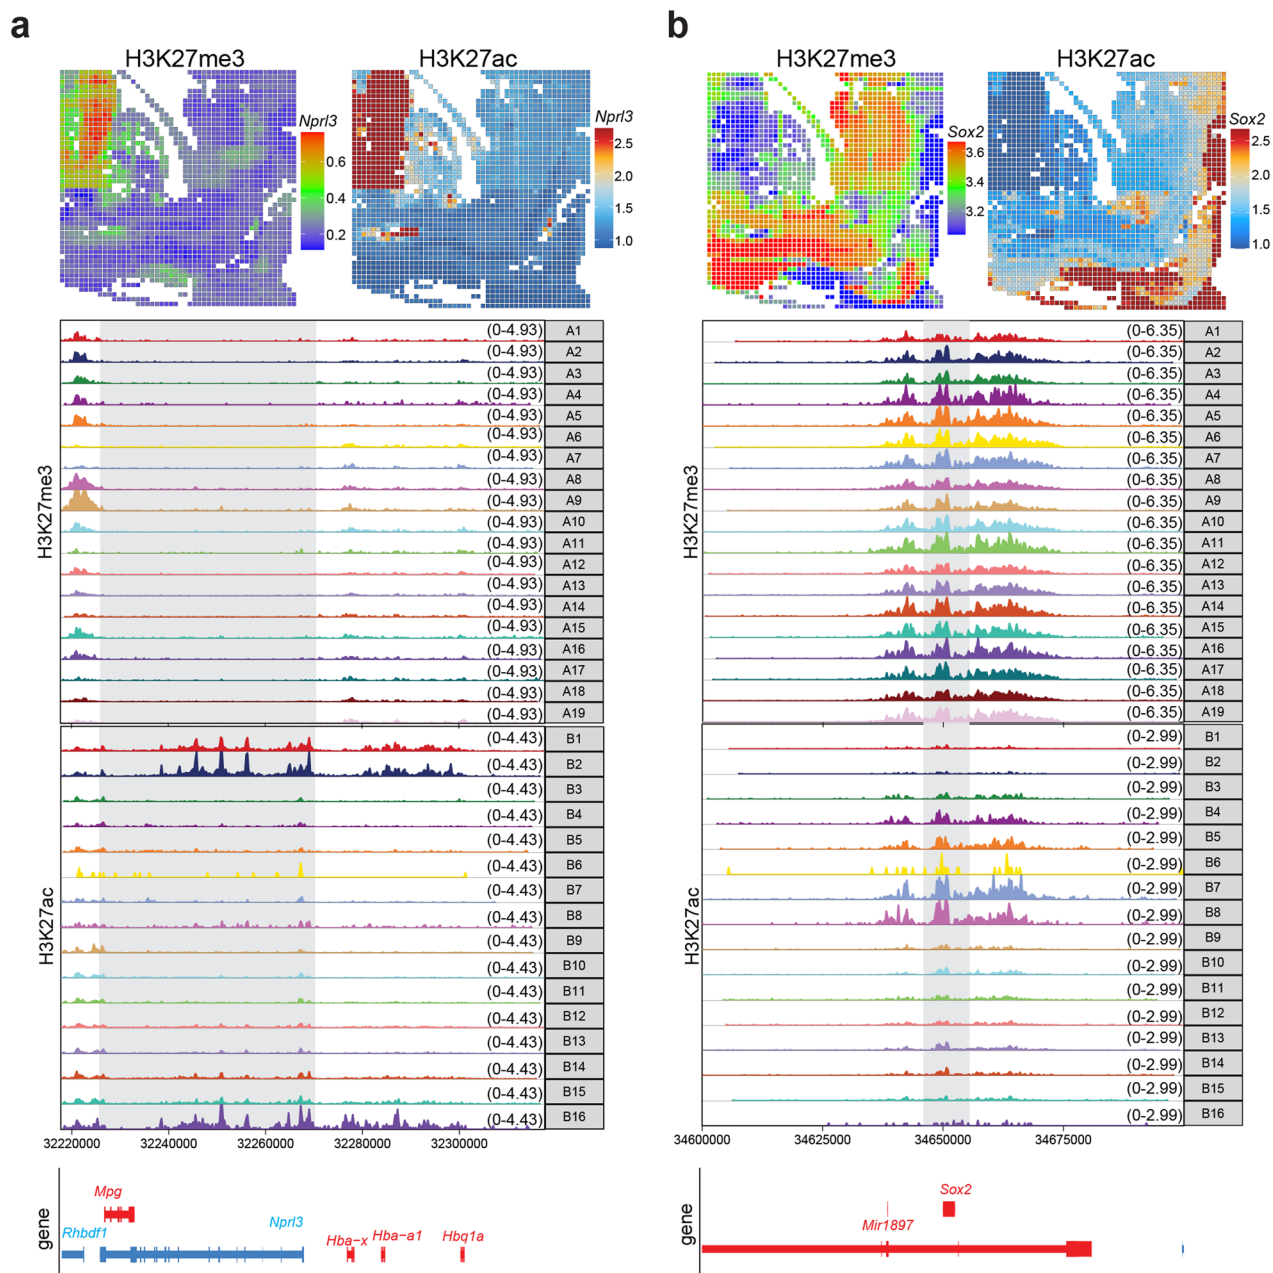 a
b
H3K27me3
H3K27ac
H3K27me3
H3K27ac
Nprl3
0.6
0.4
0.2
Nprl3
2.5
2.0
1.5
1.0
Sox2
3.6
3.4
3.2
Sox2
2.5
2.0
1.5
1.0
H3K27me3
(0-4.93) A1
(0-4.93) A2
(0-4.93) A3
(0-4.93) A4
(0-4.93) A5
(0-4.93) A6
(0-4.93) A7
(0-4.93) A8
(0-4.93) A9
(0-4.93) A10
(0-4.93) A11
(0-4.93) A12
(0-4.93) A13
(0-4.93) A14
(0-4.93) A15
(0-4.93) A16
(0-4.93) A17
(0-4.93) A18
(0-4.93) A19
H3K27ac
(0-4.43) B1
(0-4.43) B2
(0-4.43) B3
(0-4.43) B4
(0-4.43) B5
(0-4.43) B6
(0-4.43) B7
(0-4.43) B8
(0-4.43) B9
(0-4.43) B10
(0-4.43) B11
(0-4.43) B12
(0-4.43) B13
(0-4.43) B14
(0-4.43) B15
(0-4.43) B16
32220000 32240000 32260000 32280000 32300000
gene
Mpg
Rhbdf1
Nprl3
Hba-x
Hba-a1
Hbq1a
H3K27me3
(0-6.35) A1
(0-6.35) A2
(0-6.35) A3
(0-6.35) A4
(0-6.35) A5
(0-6.35) A6
(0-6.35) A7
(0-6.35) A8
(0-6.35) A9
(0-6.35) A10
(0-6.35) A11
(0-6.35) A12
(0-6.35) A13
(0-6.35) A14
(0-6.35) A15
(0-6.35) A16
(0-6.35) A17
(0-6.35) A18
(0-6.35) A19
H3K27ac
(0-2.99) B1
(0-2.99) B2
(0-2.99) B3
(0-2.99) B4
(0-2.99) B5
(0-2.99) B6
(0-2.99) B7
(0-2.99) B8
(0-2.99) B9
(0-2.99) B10
(0-2.99) B11
(0-2.99) B12
(0-2.99) B13
(0-2.99) B14
(0-2.99) B15
(0-2.99) B16
34600000 34625000 34650000 34675000
gene
Sox2
Mir1897